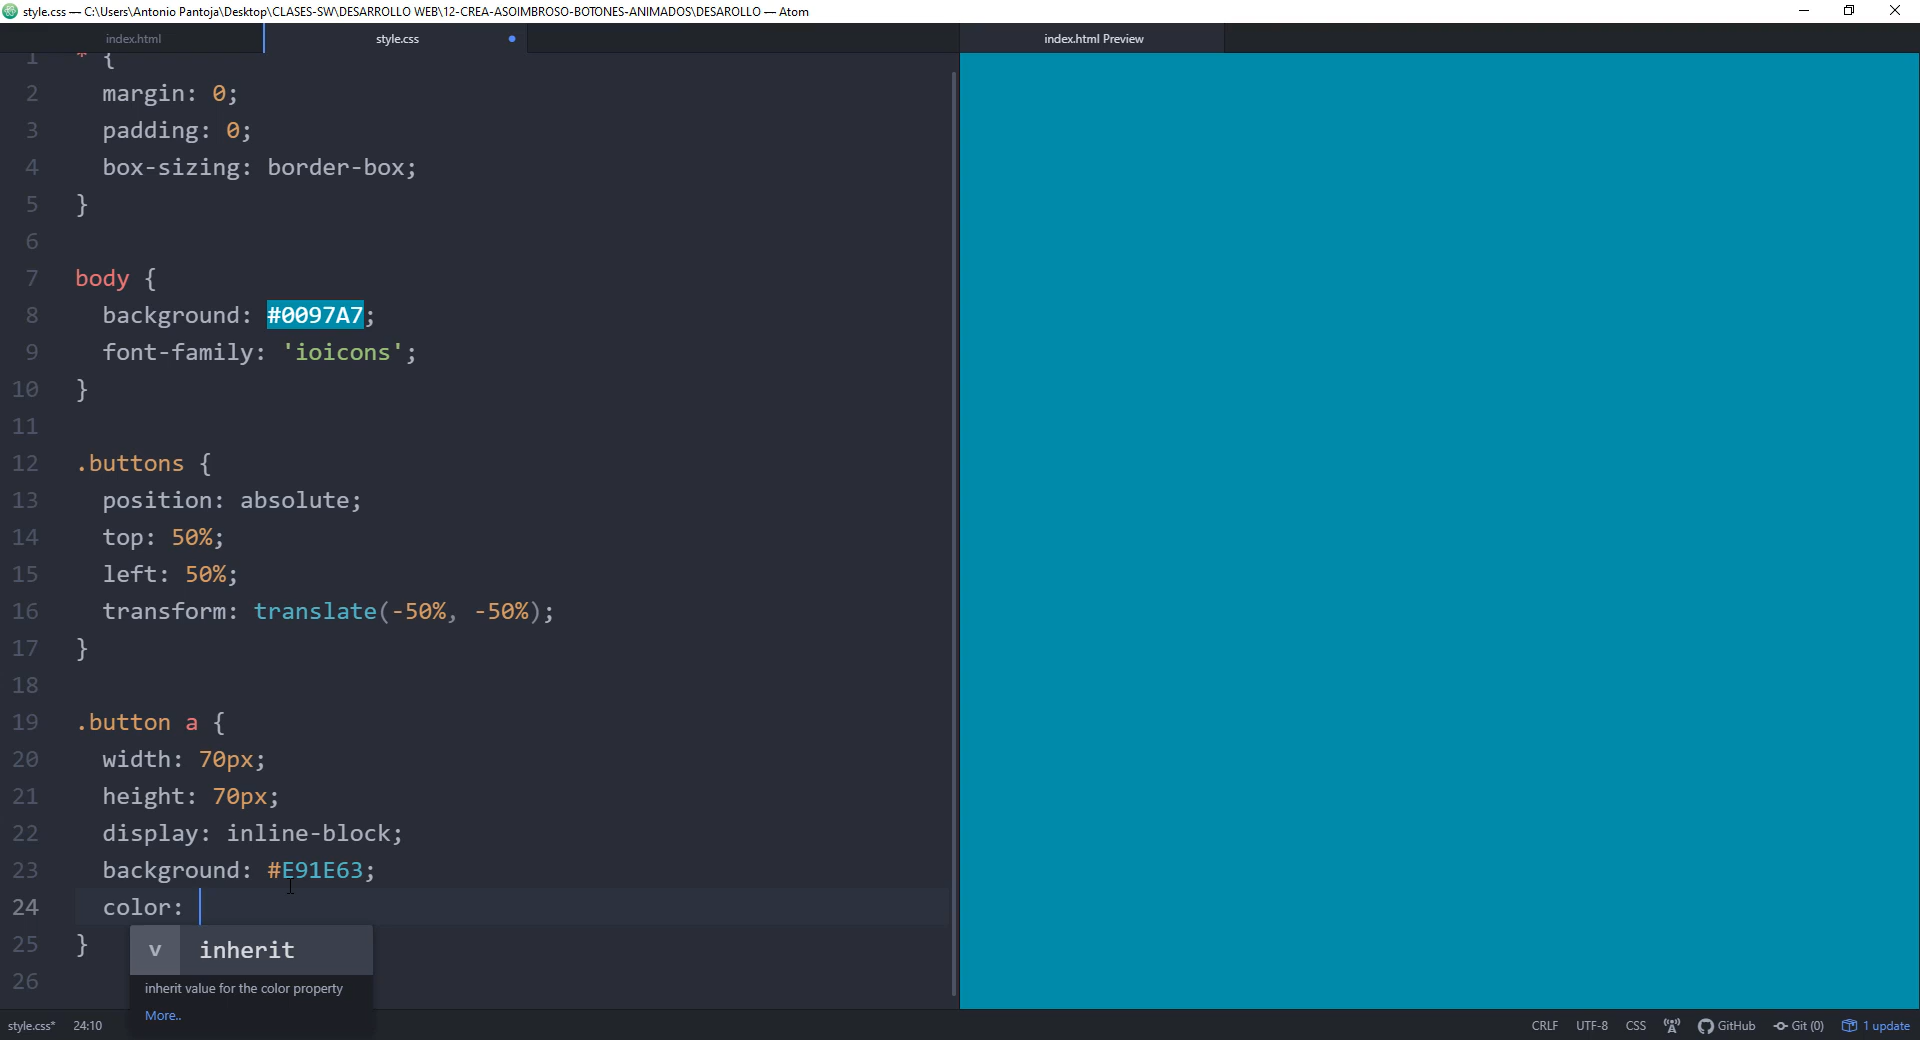 style.css — C:\Users\Antonio Pantoja\Desktop\CLASES-SW\DESARROLLO WEB\12-CREA-ASOIMBROSO-BOTONES-ANIMADOS\DESAROLLO — Atom
index.html
style.css
index.html Preview
1 * {
2 margin: 0;
3 padding: 0;
4 box-sizing: border-box;
5 }
6
7 body {
8 background: #0097A7;
9 font-family: 'ioicons';
10 }
11
12 .buttons {
13 position: absolute;
14 top: 50%;
15 left: 50%;
16 transform: translate(-50%, -50%);
17 }
18
19 .button a {
20 width: 70px;
21 height: 70px;
22 display: inline-block;
23 background: #E91E63;
24 color:
25 }
v inherit
26
inherit value for the color property
More..
style.css* 24:10 CRLF UTF-8 CSS GitHub Git (0) 1 update